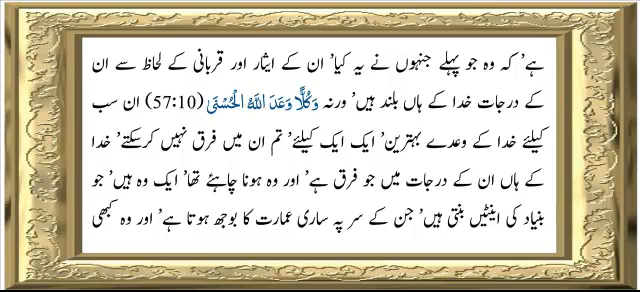 ہے' کہ وہ جو پہلے جنہوں نے یہ کیا' ان کے ایثار اور قربانی کے لحاظ سے ان
کے درجات خدا کے ہاں بلند ہیں' ورنہ وَكُلًّا وَعَدَ اللّٰهُ الْحُسْنٰى (57:10) ان سب
کیلئے خدا کے وعدے بہترین' ایک ایک کیلئے' تم ان میں فرق نہیں کرسکتے' خدا
کے ہاں ان کے درجات میں جو فرق ہے' اور وہ ہونا چاہئے تھا' ایک وہ ہیں' جو
بنیاد کی اینٹیں بنتی ہیں' جن کے سر پہ ساری عمارت کا بوجھ ہوتا ہے' اور وہ کبھی